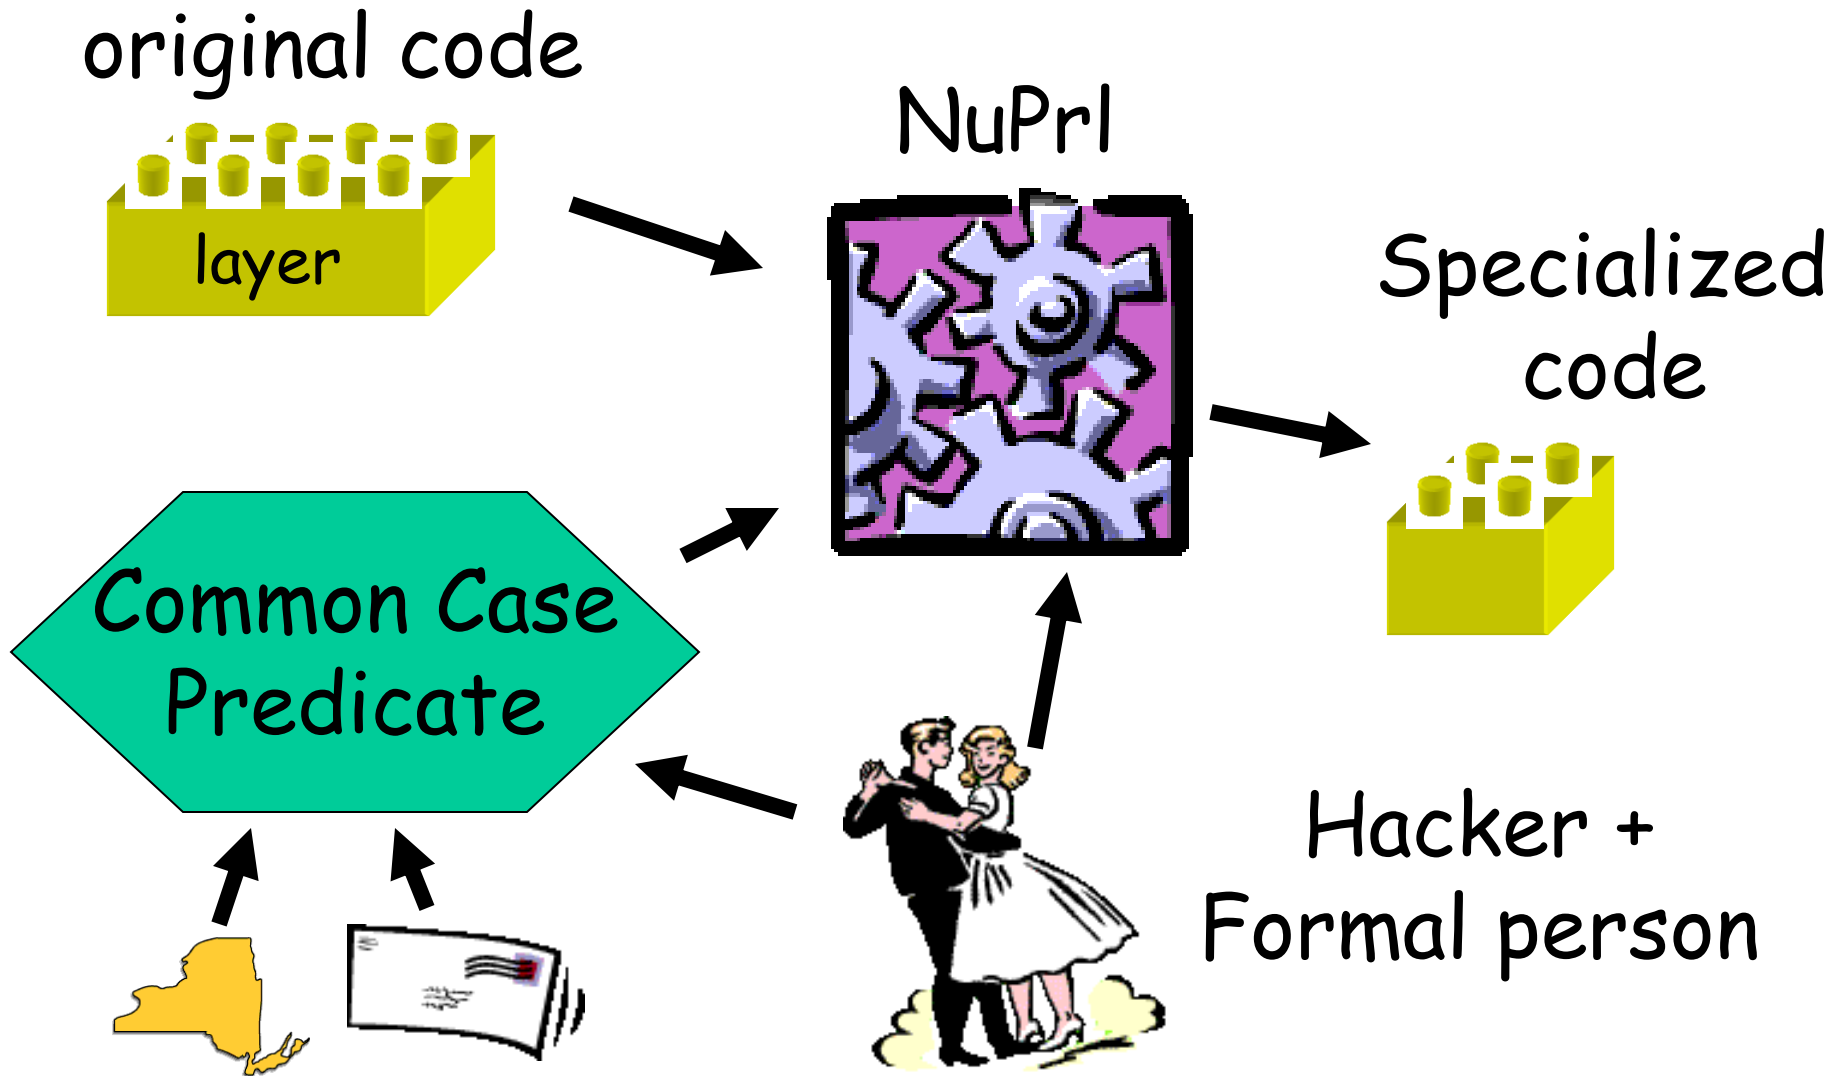 original code
layer
NuPrl
Specialized
code
Common Case
Predicate
Hacker +
Formal person